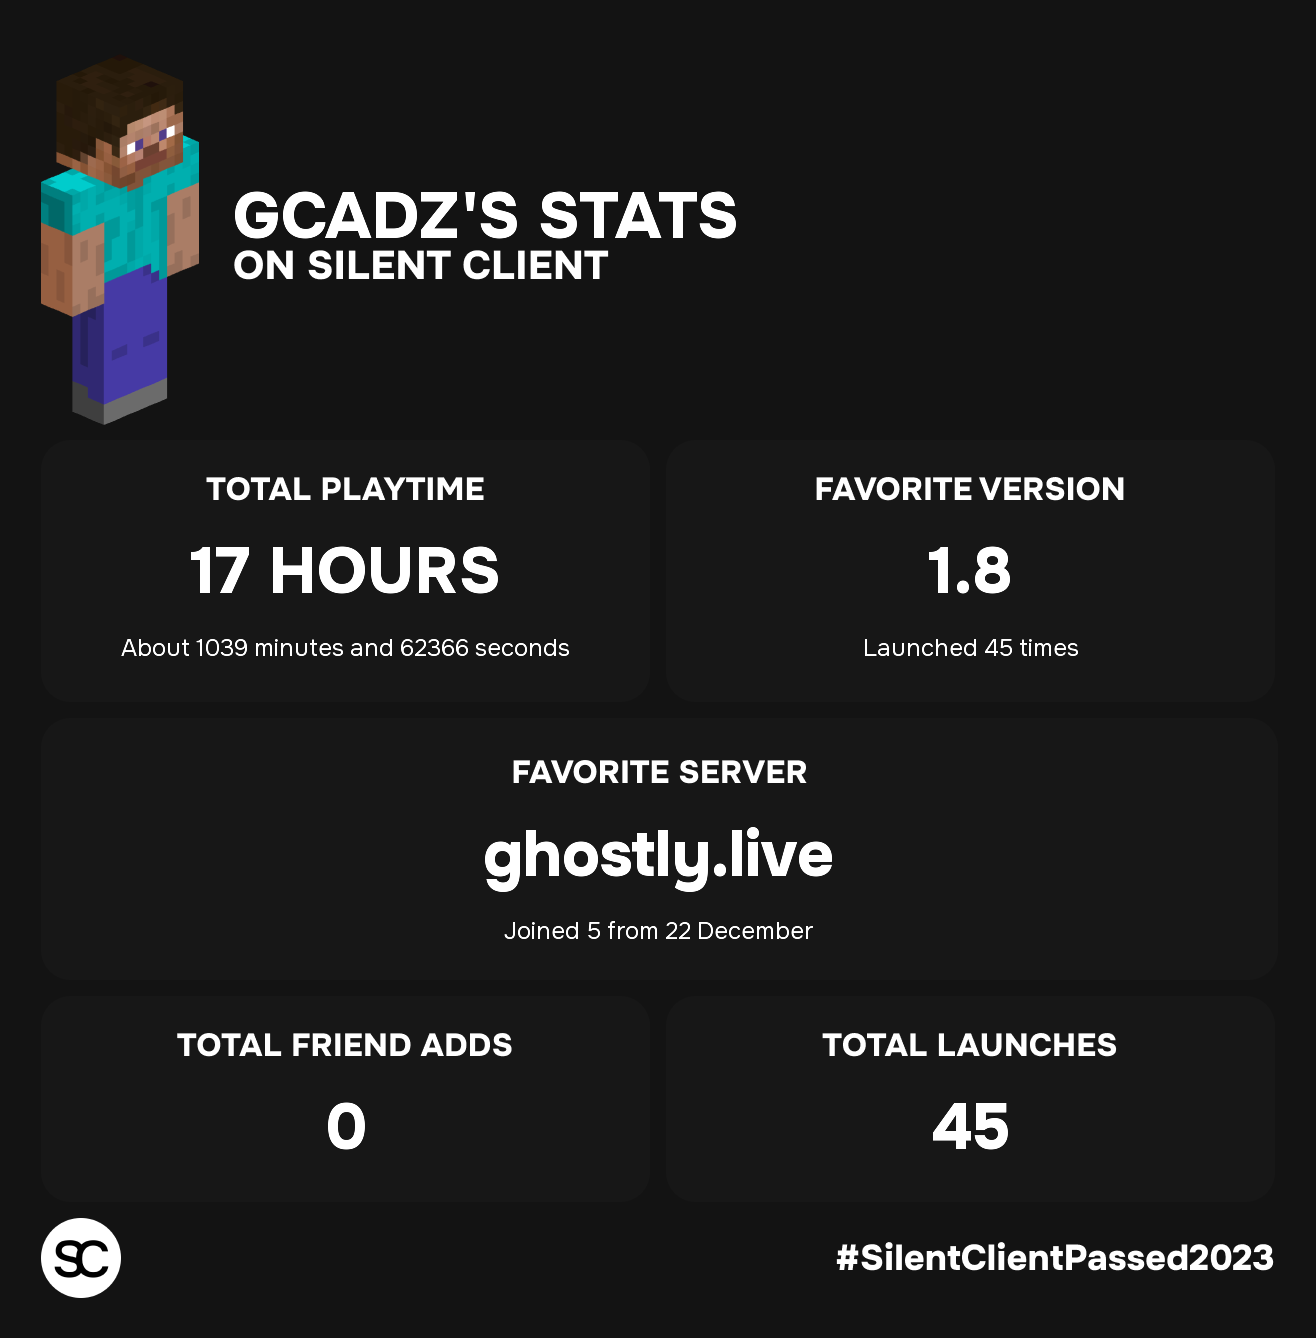 GCADZ'S STATS
ON SILENT CLIENT
TOTAL PLAYTIME
17 HOURS
About 1039 minutes and 62366 seconds
FAVORITE VERSION
1.8
Launched 45 times
FAVORITE SERVER
ghostly.live
Joined 5 from 22 December
TOTAL FRIEND ADDS
0
TOTAL LAUNCHES
45
SC
#SilentClientPassed2023